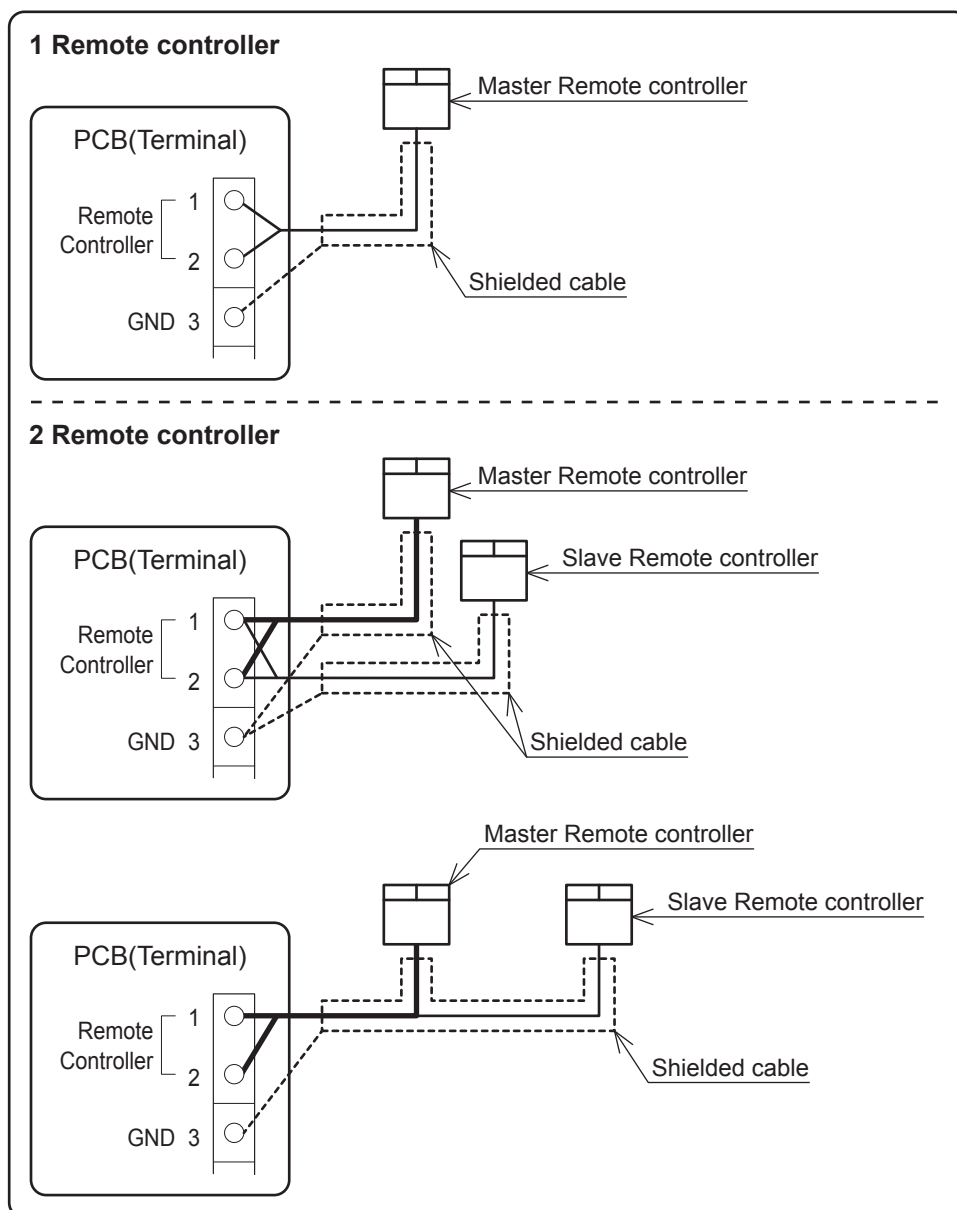 1 Remote controller
Master Remote controller
PCB(Terminal)
1
Remote
Controller
2
Shielded cable
GND 3
2 Remote controller
Master Remote controller
Slave Remote controller
PCB(Terminal)
1
Remote
Controller
2
GND 3
Shielded cable
Master Remote controller
Slave Remote controller
PCB(Terminal)
1
Remote
Controller
2
Shielded cable
GND 3